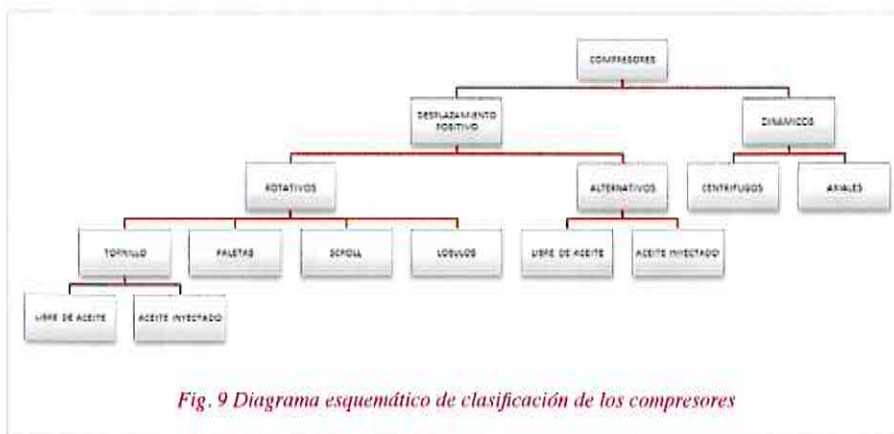 COMPRESORES
DESPLAZAMIENTO
POSITIVO
DINAMICOS
ROTATIVOS
ALTERNATIVOS
CENTRIFUGOS
AXIALES
TORNILLO
PALETAS
SCROLL
LOBULOS
LIBRE DE ACEITE
ACEITE INYECTADO
LIBRE DE ACEITE
ACEITE INYECTADO
Fig. 9 Diagrama esquemático de clasificación de los compresores